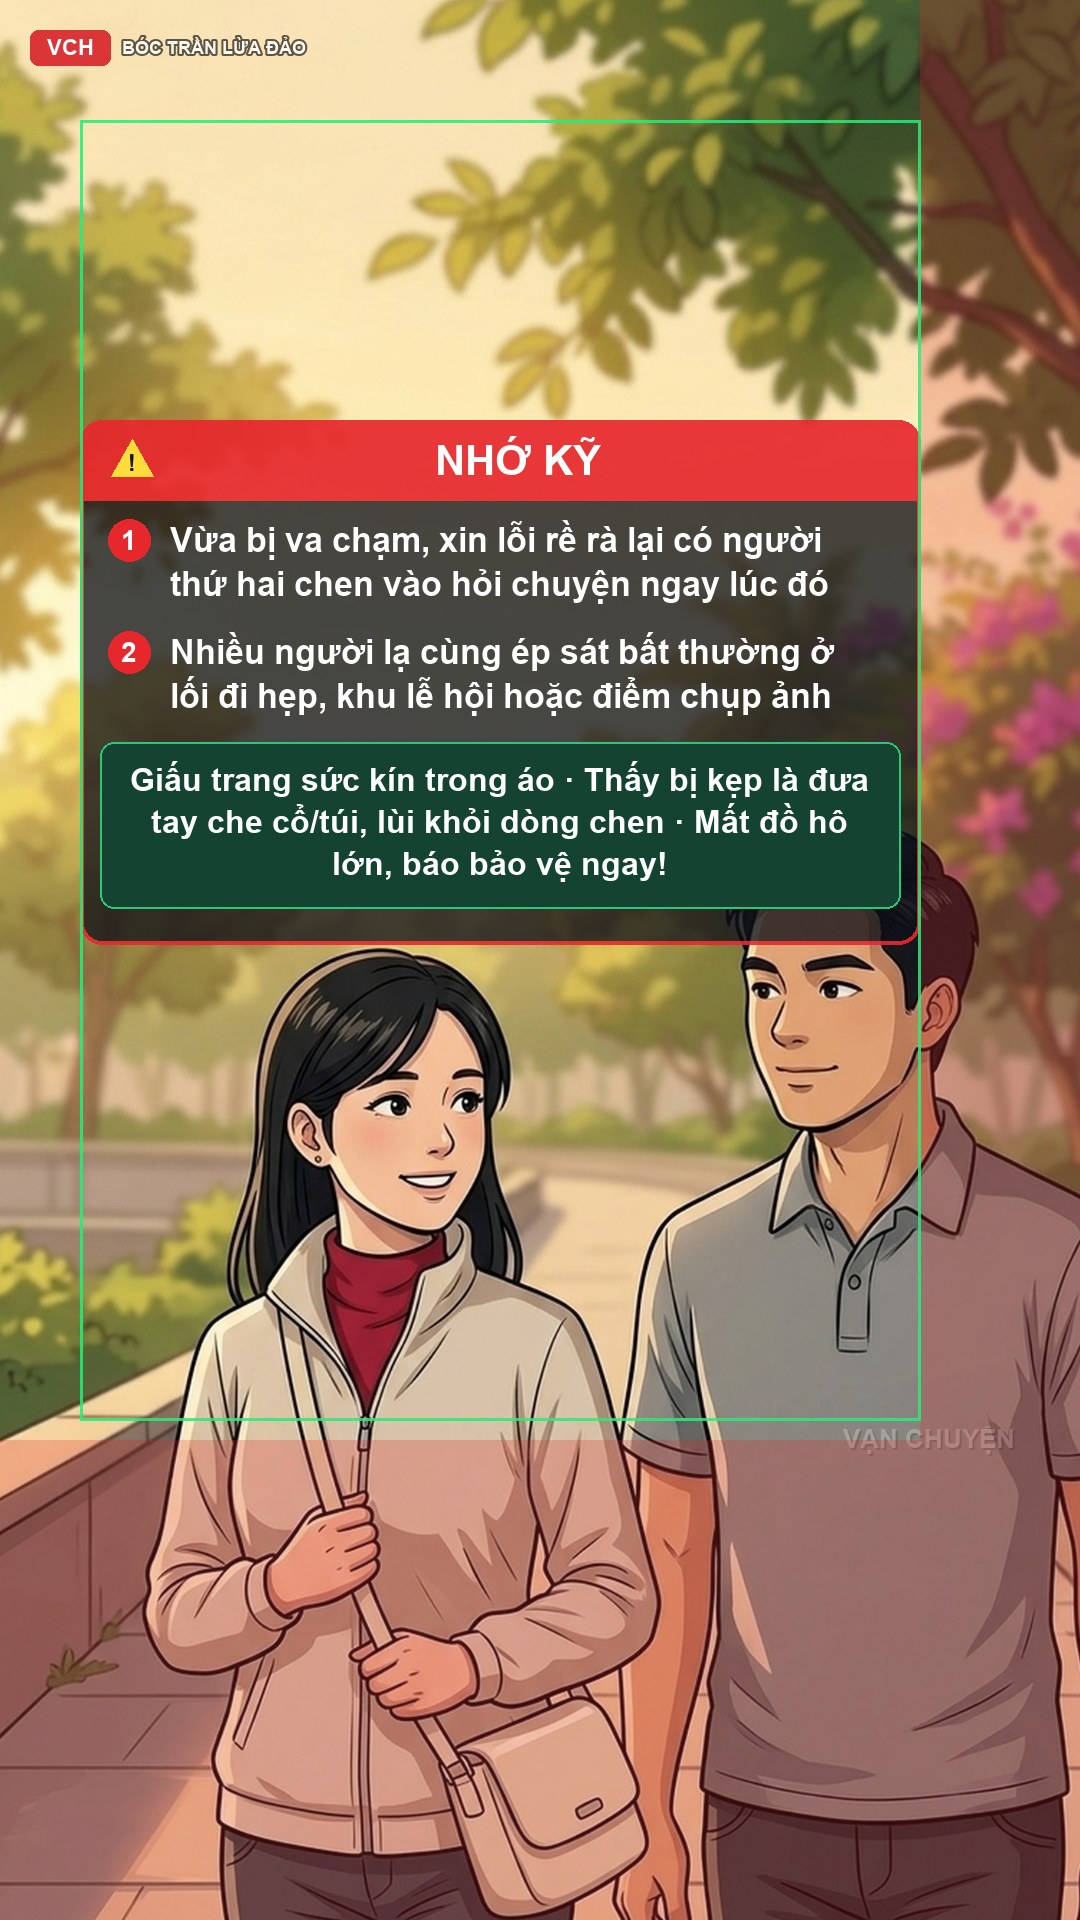 VCH BÓC TRẦN LỪA ĐẢO
NHỚ KỸ
1 Vừa bị va chạm, xin lỗi rề rà lại có người
thứ hai chen vào hỏi chuyện ngay lúc đó
2 Nhiều người lạ cùng ép sát bất thường ở
lối đi hẹp, khu lễ hội hoặc điểm chụp ảnh
Giấu trang sức kín trong áo · Thấy bị kẹp là đưa
tay che cổ/túi, lùi khỏi dòng chen · Mất đồ hô
lớn, báo bảo vệ ngay!
VẠN CHUYỆN